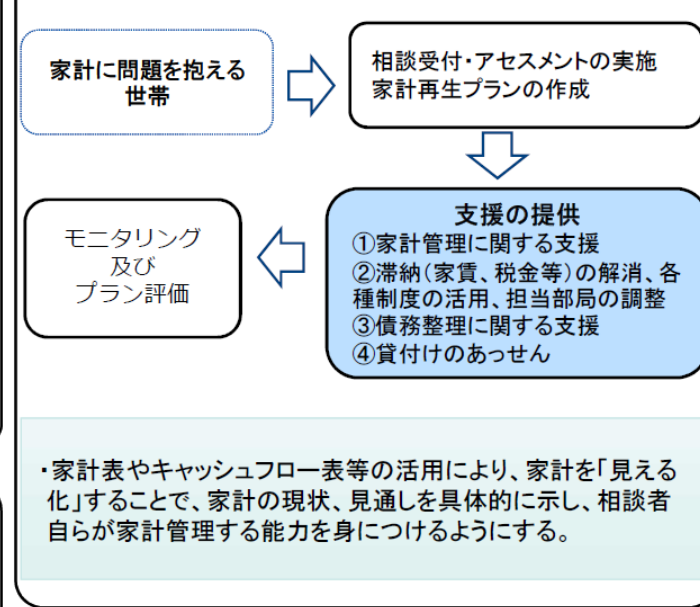 家計に問題を抱える
世帯
相談受付・アセスメントの実施
家計再生プランの作成
支援の提供
①家計管理に関する支援
②滞納（家賃、税金等）の解消、各
種制度の活用、担当部局の調整
③債務整理に関する支援
④貸付けのあっせん
モニタリング
及び
プラン評価
・家計表やキャッシュフロー表等の活用により、家計を「見える
化」することで、家計の現状、見通しを具体的に示し、相談者
自らが家計管理する能力を身につけるようにする。